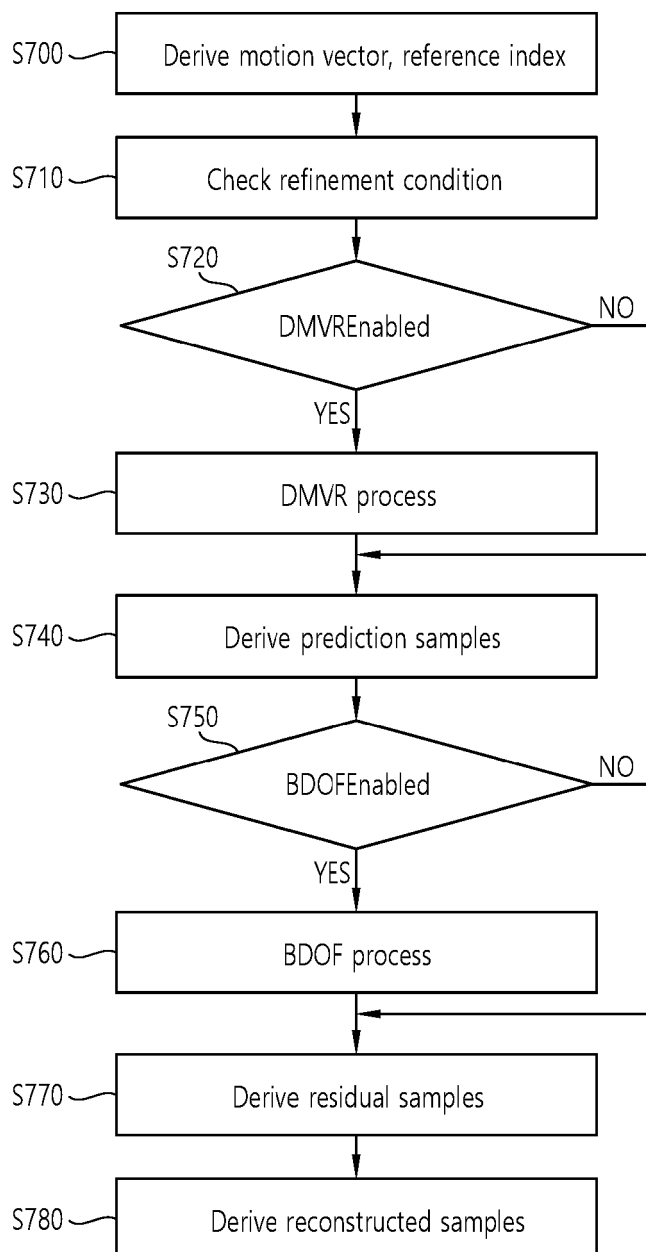 S700
Derive motion vector, reference index
S710
Check refinement condition
S720
DMVREnabled
NO
YES
S730
DMVR process
S740
Derive prediction samples
S750
BDOFEnabled
NO
YES
S760
BDOF process
S770
Derive residual samples
S780
Derive reconstructed samples